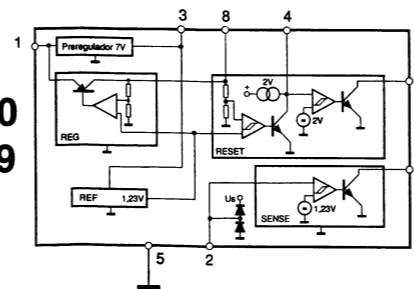 3 8 4
1
Preregulador 7V
+
2V
2V
REG
RESET
0
9
REF 1,23V
Us
1,23V
SENSE
5 2